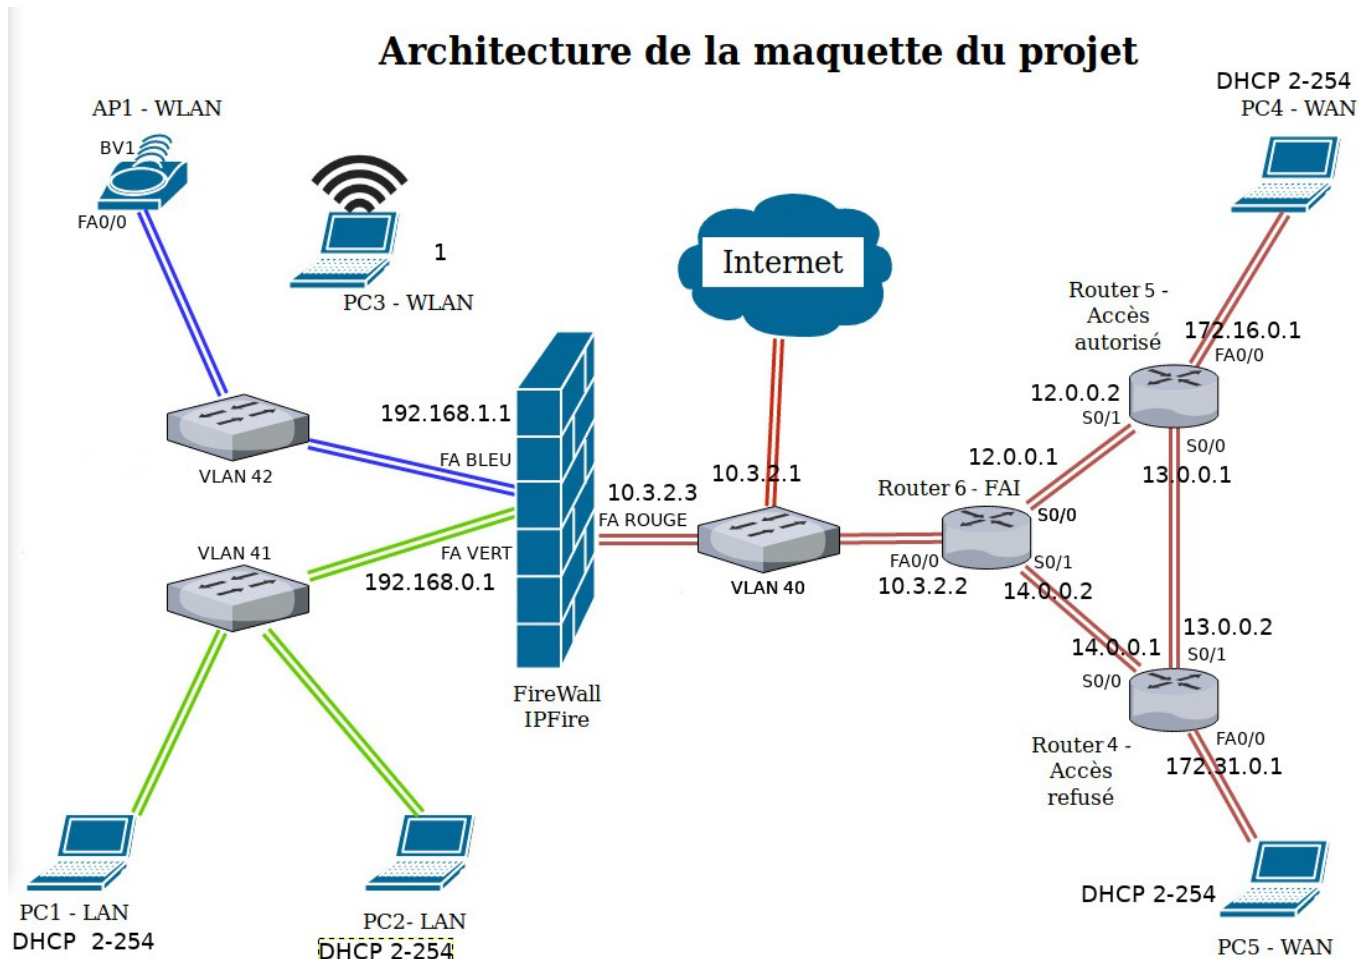 Architecture de la maquette du projet
DHCP 2-254
PC4 - WAN
AP1 - WLAN
BV1
FA0/0
1
PC3 - WLAN
Internet
Router 5 -
Accès
autorisé
172.16.0.1
FA0/0
12.0.0.2
S0/1
S0/0
13.0.0.1
192.168.1.1
FA BLEU
VLAN 42
12.0.0.1
10.3.2.1
Router 6 - FAI
10.3.2.3
FA ROUGE
S0/0
VLAN 41
FA VERT
192.168.0.1
VLAN 40
FA0/0
10.3.2.2
S0/1
14.0.0.2
13.0.0.2
14.0.0.1
S0/1
S0/0
FireWall
IPFire
Router 4 -
Accès
refusé
FA0/0
172.31.0.1
PC1 - LAN
DHCP 2-254
PC2- LAN
DHCP 2-254
DHCP 2-254
PC5 - WAN